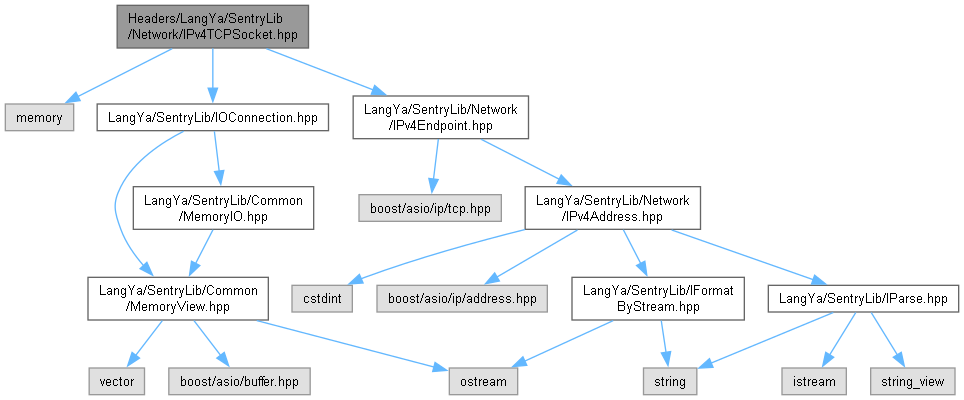 Headers/LangYa/SentryLib
/Network/IPv4TCPSocket.hpp
memory
LangYa/SentryLib/IOConnection.hpp
LangYa/SentryLib/Network
/IPv4Endpoint.hpp
LangYa/SentryLib/Common
/MemoryIO.hpp
boost/asio/ip/tcp.hpp
LangYa/SentryLib/Network
/IPv4Address.hpp
LangYa/SentryLib/Common
/MemoryView.hpp
cstdint
boost/asio/ip/address.hpp
LangYa/SentryLib/IFormat
ByStream.hpp
LangYa/SentryLib/IParse.hpp
vector
boost/asio/buffer.hpp
ostream
string
istream
string_view